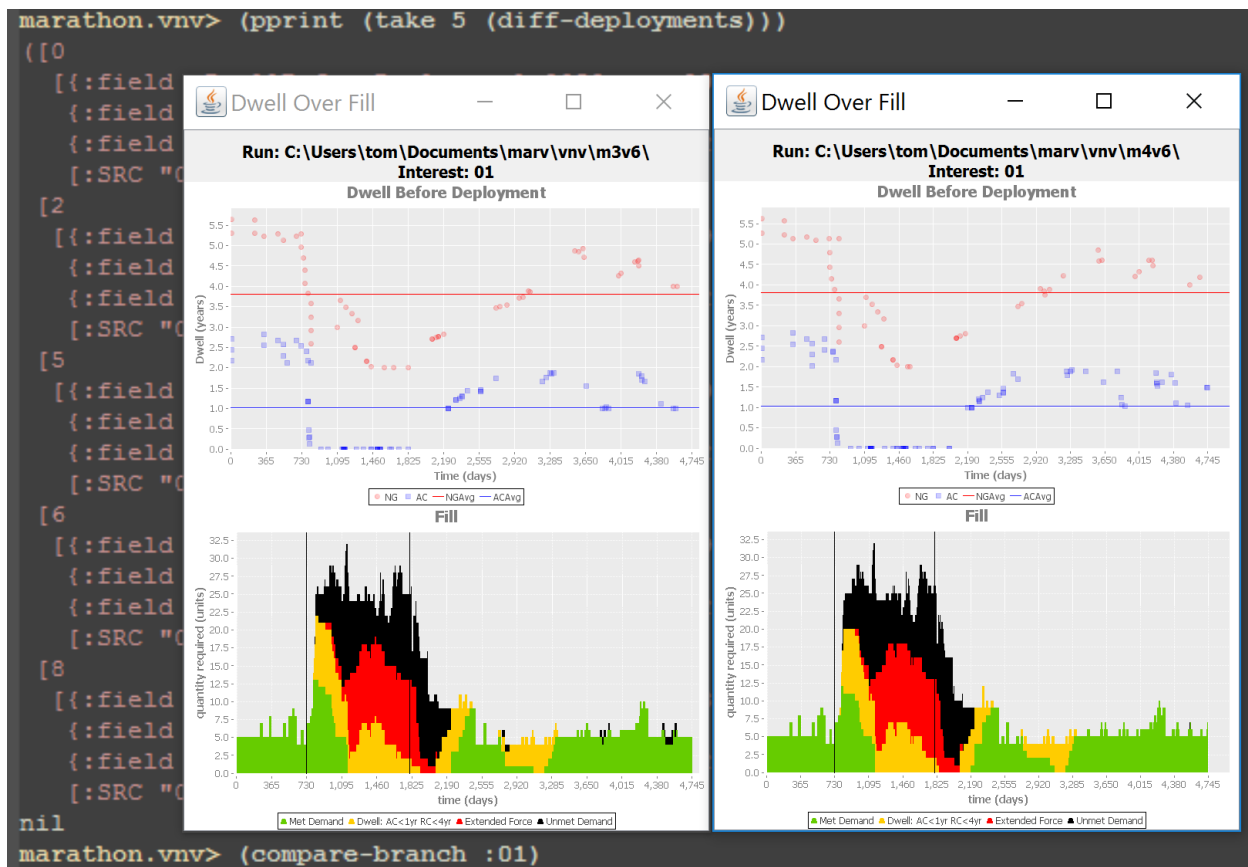 marathon.vnv> (pprint (take 5 (diff-deployments)))
([0
[{:field
{:field
{:field
[:SRC "0
[2
[{:field
{:field
{:field
[:SRC "0
[5
[{:field
{:field
{:field
[:SRC "0
[6
[{:field
{:field
{:field
[:SRC "0
[8
[{:field
{:field
{:field
[:SRC "0
nil
marathon.vnv> (compare-branch :01)
Dwell Over Fill
Run: C:\Users\tom\Documents\marv\vnv\m3v6\
Interest: 01
Dwell Before Deployment
Dwell (years)
5.5
5.0
4.5
4.0
3.5
3.0
2.5
2.0
1.5
1.0
0.5
0.0
0 365 730 1,095 1,460 1,825 2,190 2,555 2,920 3,285 3,650 4,015 4,380 4,745
Time (days)
NG AC NGAvg ACAvg
Fill
quantity required (units)
32.5
30.0
27.5
25.0
22.5
20.0
17.5
15.0
12.5
10.0
7.5
5.0
2.5
0.0
0 365 730 1,095 1,460 1,825 2,190 2,555 2,920 3,285 3,650 4,015 4,380 4,745
time (days)
Met Demand Dwell: AC<1yr RC<4yr Extended Force Unmet Demand
Dwell Over Fill
Run: C:\Users\tom\Documents\marv\vnv\m4v6\
Interest: 01
Dwell Before Deployment
Dwell (years)
5.5
5.0
4.5
4.0
3.5
3.0
2.5
2.0
1.5
1.0
0.5
0.0
0 365 730 1,095 1,460 1,825 2,190 2,555 2,920 3,285 3,650 4,015 4,380 4,745
Time (days)
NG AC NGAvg ACAvg
Fill
quantity required (units)
32.5
30.0
27.5
25.0
22.5
20.0
17.5
15.0
12.5
10.0
7.5
5.0
2.5
0.0
0 365 730 1,095 1,460 1,825 2,190 2,555 2,920 3,285 3,650 4,015 4,380 4,745
time (days)
Met Demand Dwell: AC<1yr RC<4yr Extended Force Unmet Demand